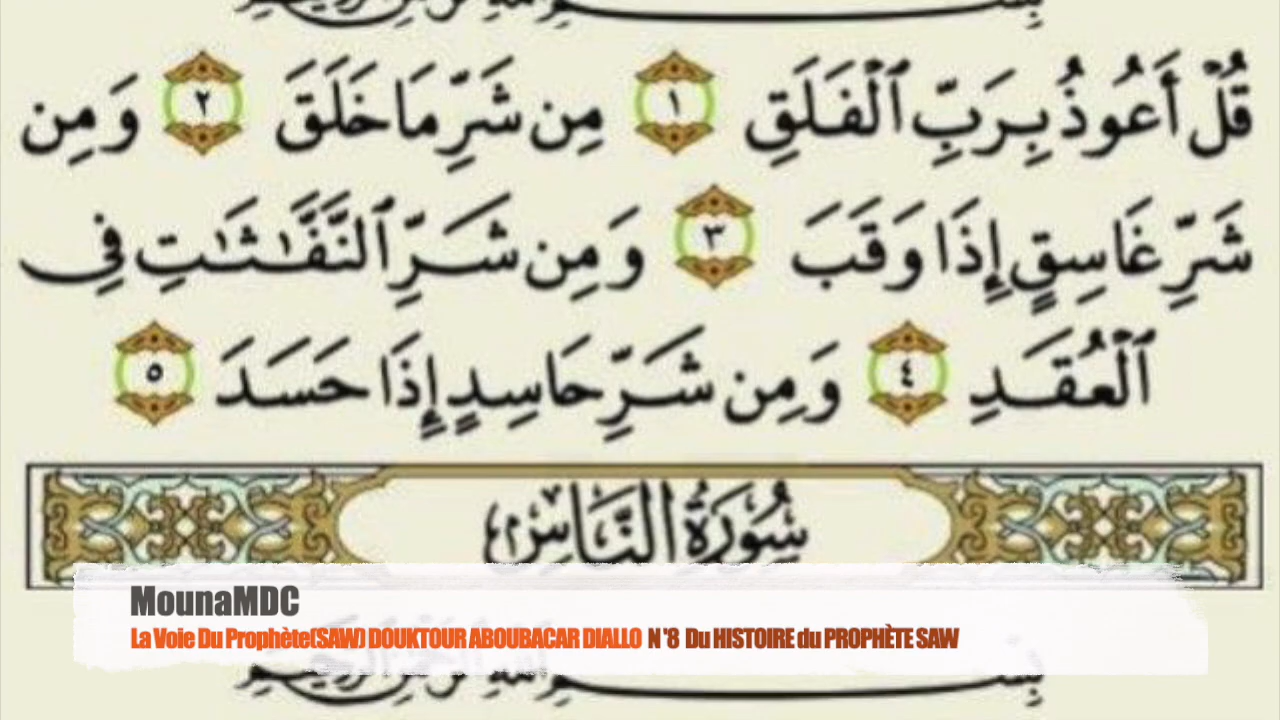 قُلْ أَعُوذُ بِرَبِّ ٱلْفَلَقِ ١ مِن شَرِّ مَا خَلَقَ ٢ وَمِن
شَرِّ غَاسِقٍ إِذَا وَقَبَ ٣ وَمِن شَرِّ ٱلنَّفَّـٰثَـٰتِ فِى
ٱلْعُقَدِ ٤ وَمِن شَرِّ حَاسِدٍ إِذَا حَسَدَ ٥
سُورَةُ النَّاسِ
MounaMDC
La Voie Du Prophète(SAW) DOUKTOUR ABOUBACAR DIALLO N°8 Du HISTOIRE du PROPHÈTE SAW